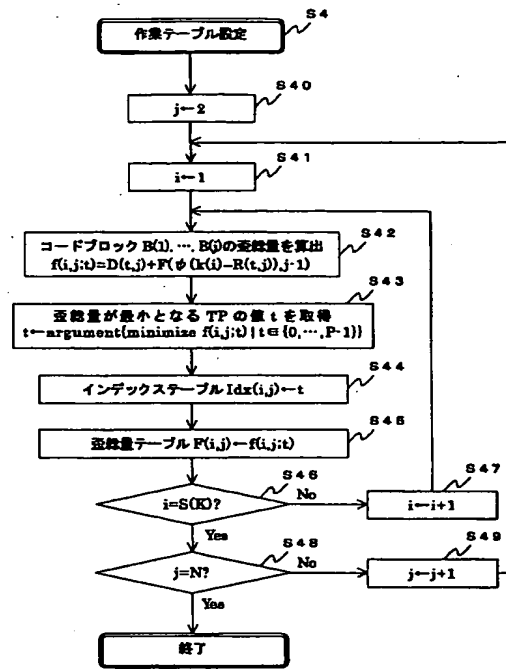 S4
作業テーブル設定
S40
j←2
S41
i←1
S42
コードブロック B(1), …, B(j)の歪総量を算出
f(i,j;t)=D(t,j)+F(ψ(k(i)−R(t,j)),j-1)
S43
歪総量が最小となる TP の値 t を取得
t←argument{minimize f(i,j;t) | t∈{0,…,P-1}}
S44
インデックステーブル Idx(i,j)←t
S45
歪総量テーブル F(i,j)←f(i,j;t)
S46
i=S(K)?
No
S47
i←i+1
Yes
S48
j=N?
No
S49
j←j+1
Yes
終了